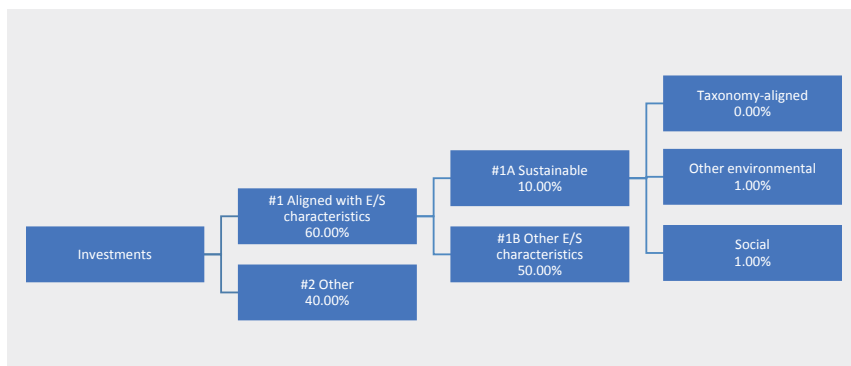 Investments
#1 Aligned with E/S
characteristics
60.00%
#2 Other
40.00%
#1A Sustainable
10.00%
#1B Other E/S
characteristics
50.00%
Taxonomy-aligned
0.00%
Other environmental
1.00%
Social
1.00%